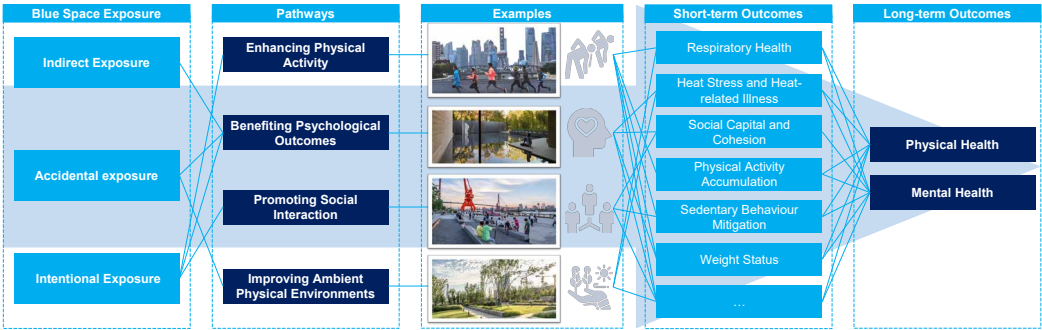 Blue Space Exposure
Pathways
Examples
Short-term Outcomes
Long-term Outcomes
Indirect Exposure
Accidental exposure
Intentional Exposure
Enhancing Physical
Activity
Benefiting Psychological
Outcomes
Promoting Social
Interaction
Improving Ambient
Physical Environments
Respiratory Health
Heat Stress and Heat-
related Illness
Social Capital and
Cohesion
Physical Activity
Accumulation
Sedentary Behaviour
Mitigation
Weight Status
...
Physical Health
Mental Health